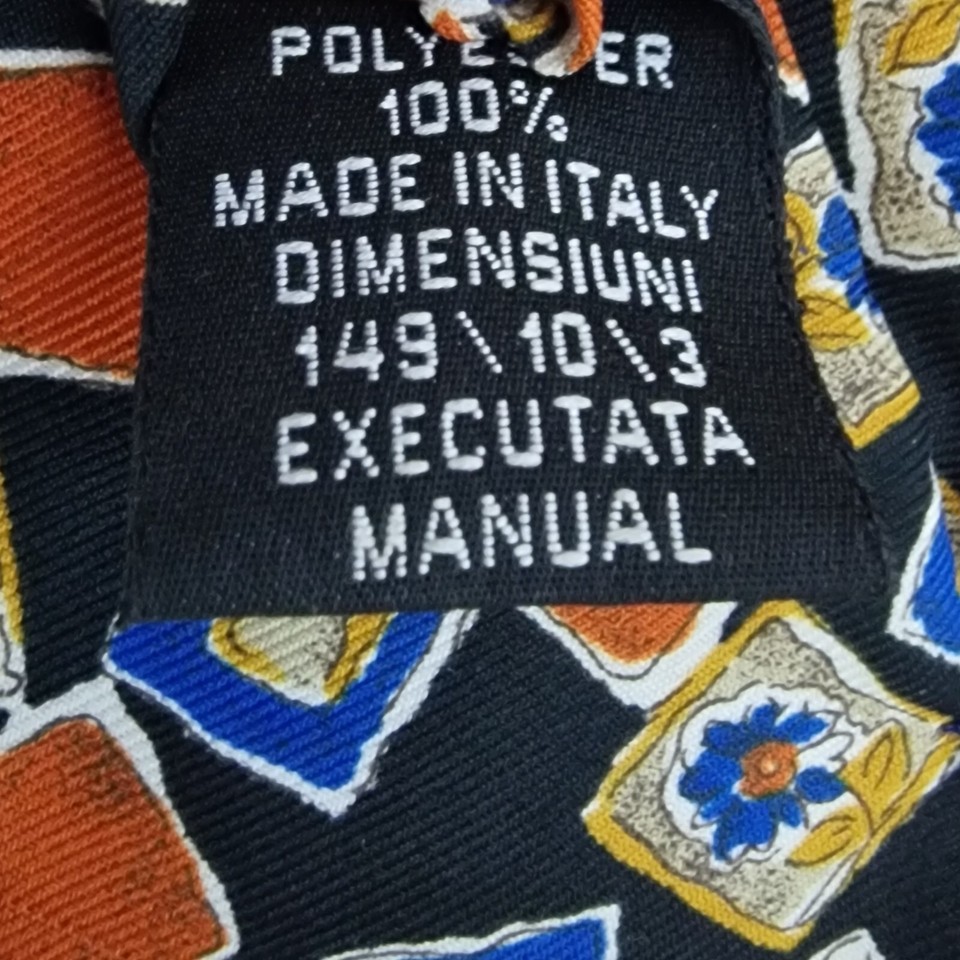 POLYESTER
100%
MADE IN ITALY
DIMENSIUNI
149\10\3
EXECUTATA
MANUAL